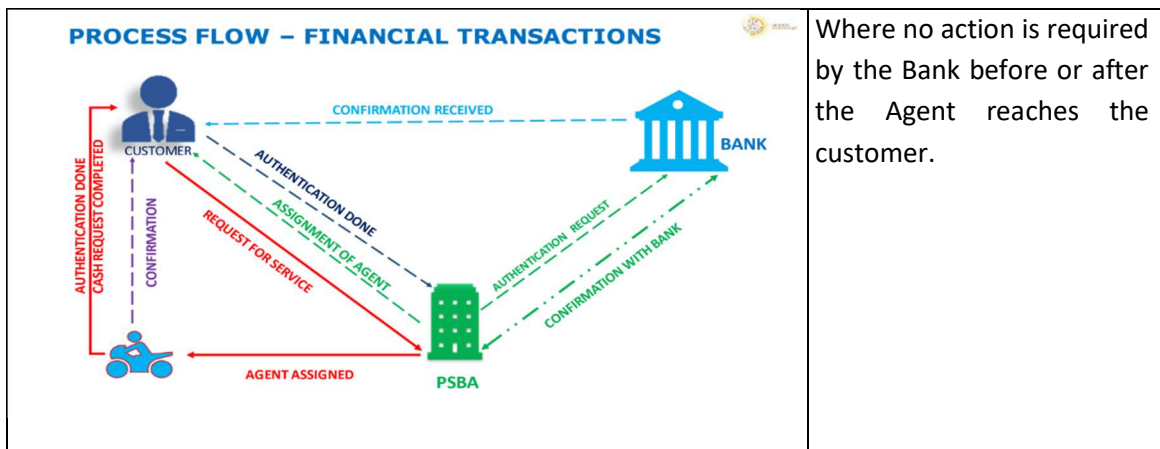 PROCESS FLOW – FINANCIAL TRANSACTIONS
CONFIRMATION RECEIVED
CUSTOMER
BANK
AUTHENTICATION DONE
CASH REQUEST COMPLETED
CONFIRMATION
AUTHENTICATION DONE
ASSIGNMENT OF AGENT
REQUEST FOR SERVICE
AUTHENTICATION REQUEST
CONFIRMATION WITH BANK
AGENT ASSIGNED
PSBA
Where no action is required
by the Bank before or after
the Agent reaches the
customer.